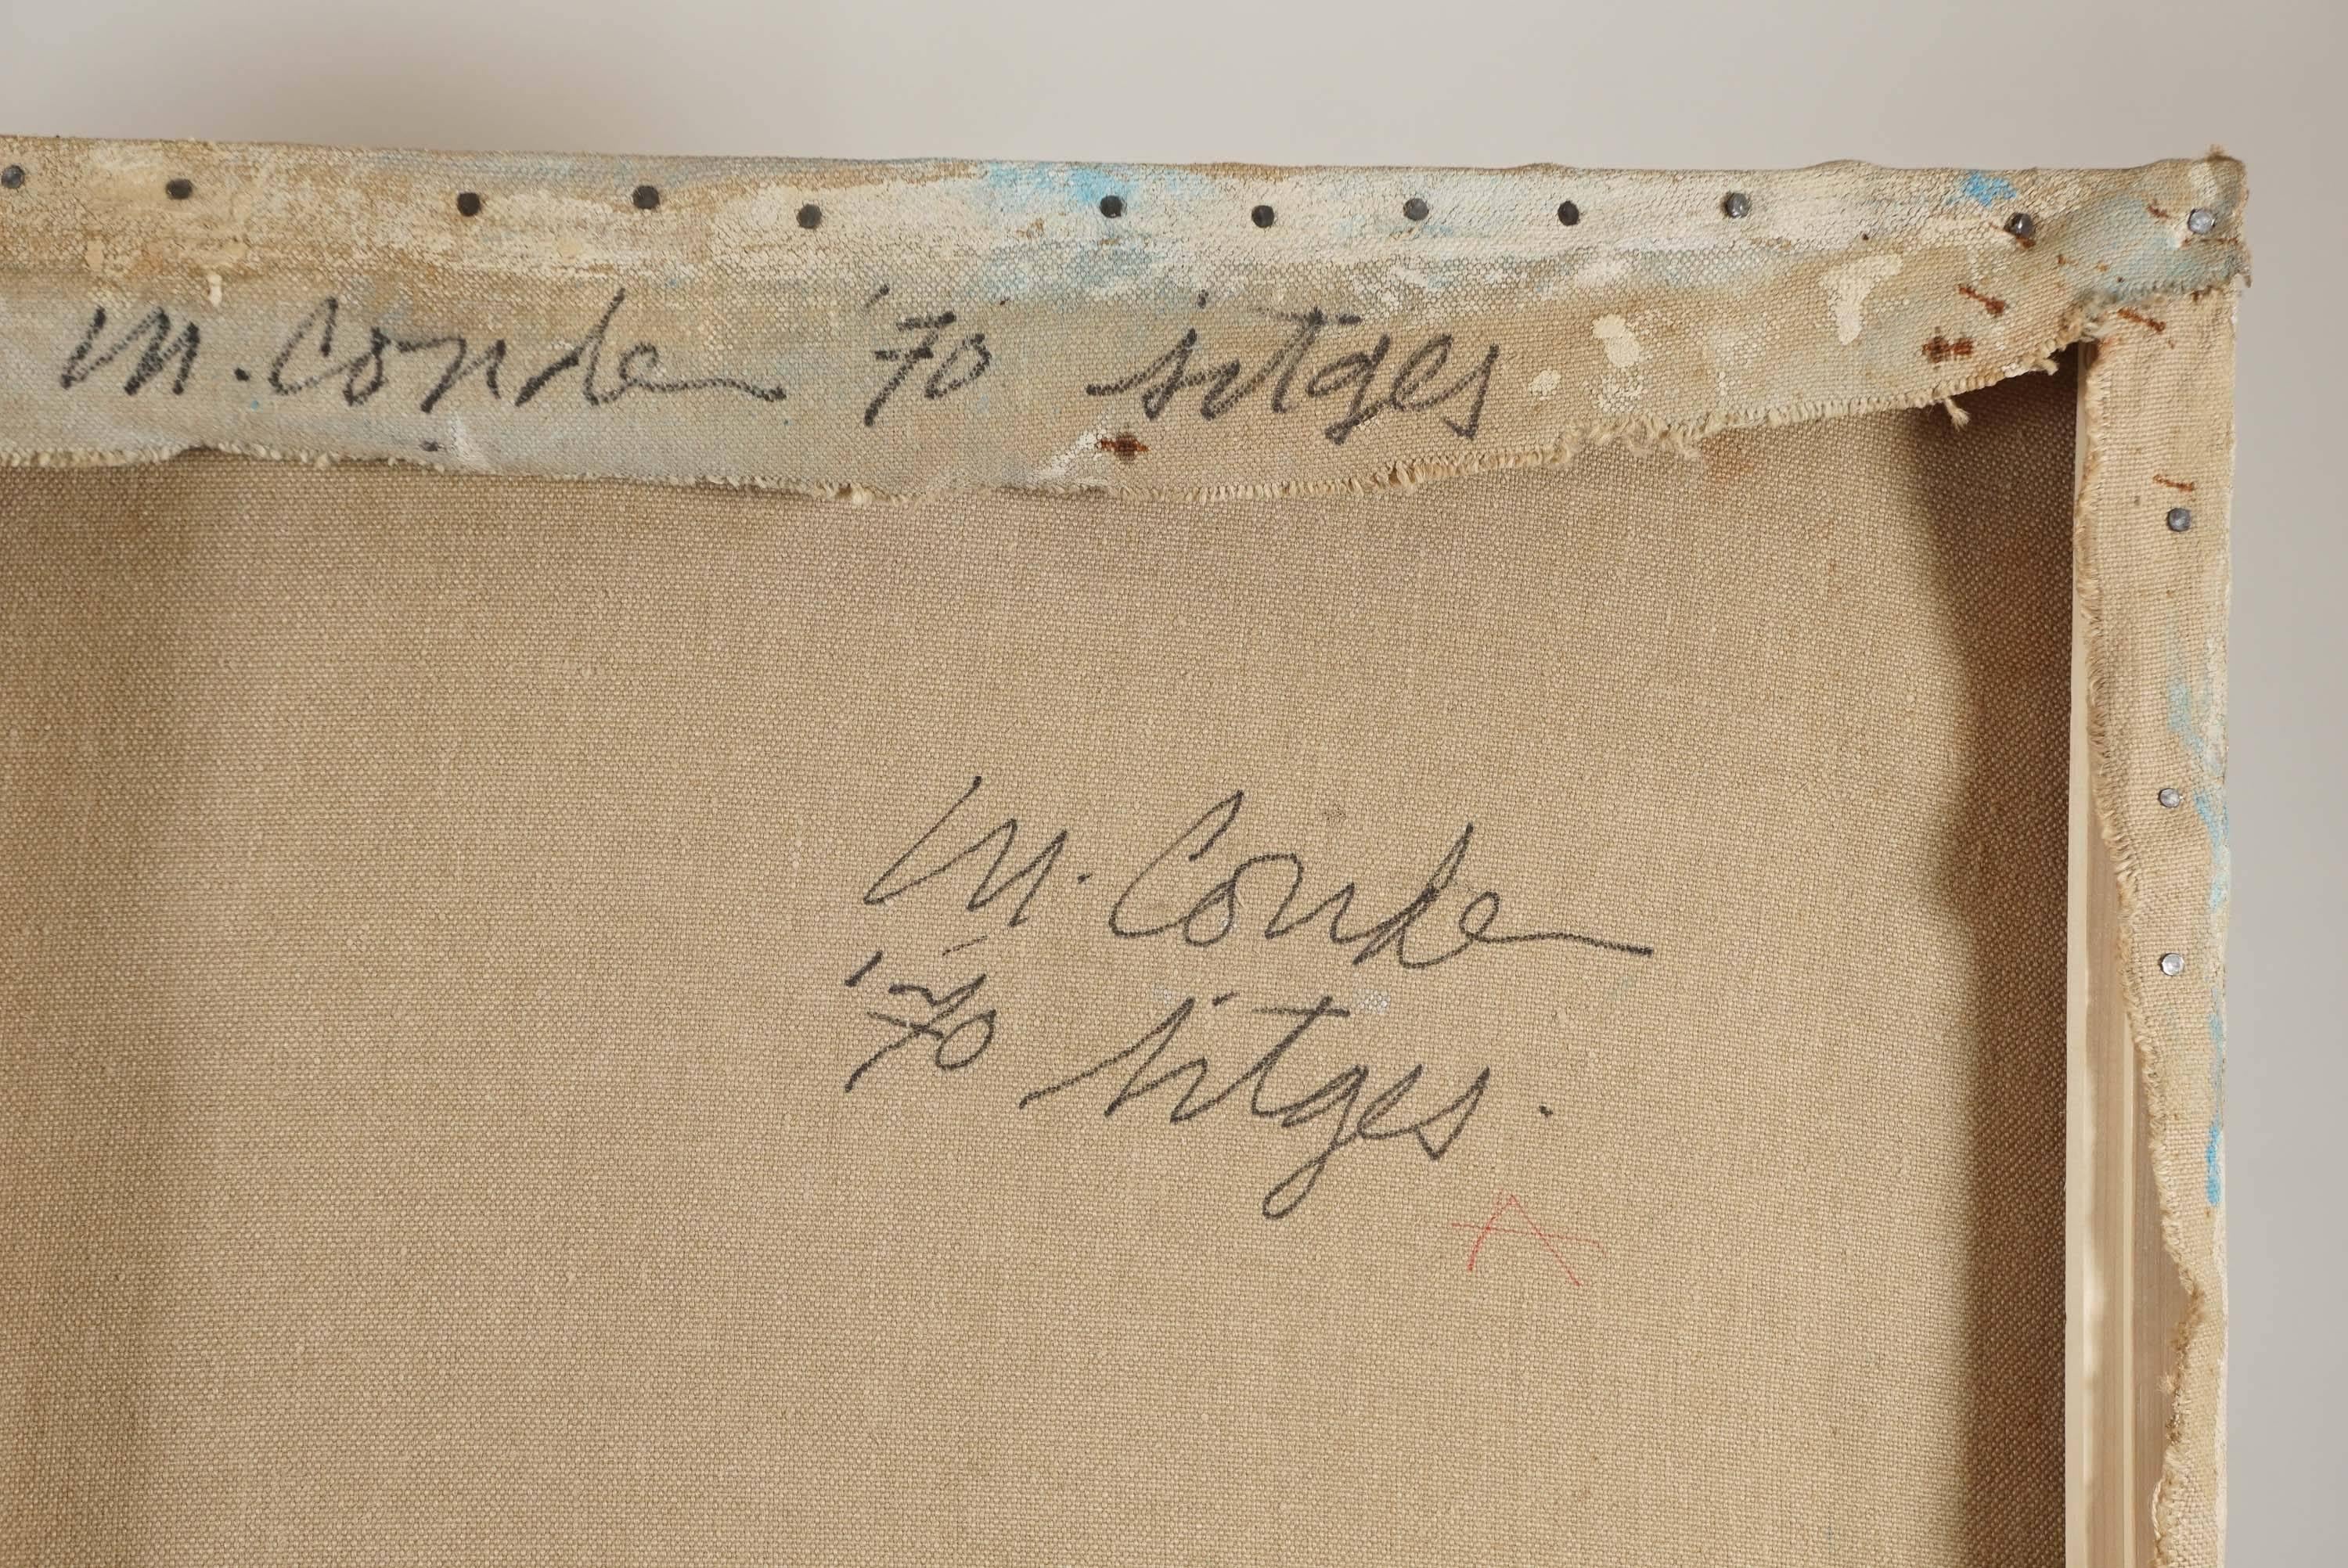 M. Conde '70' sitges
M. Conde
'70 sitges.
A